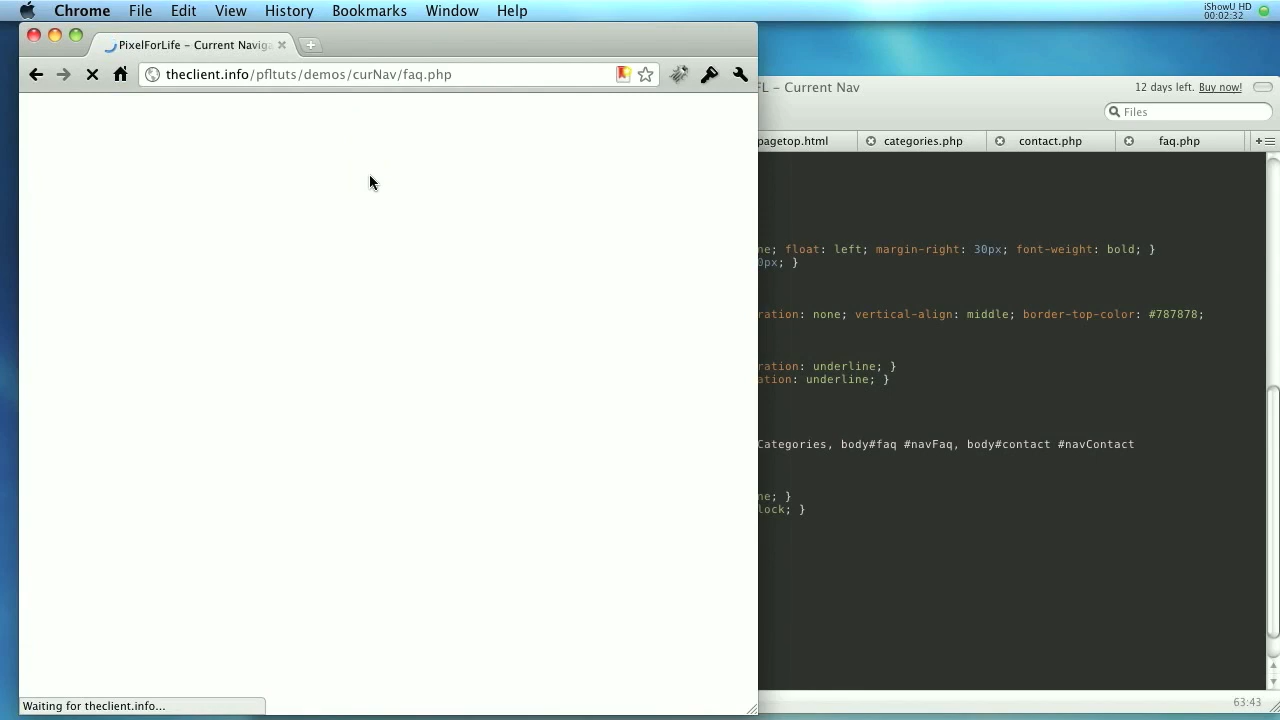 Chrome File Edit View History Bookmarks Window Help
iShowU HD
00:02:32
PixelForLife – Current Naviga
theclient.info/pfltuts/demos/curNav/faq.php
FL – Current Nav
12 days left. Buy now!
Files
pagetop.html categories.php contact.php faq.php
ne; float: left; margin-right: 30px; font-weight: bold; }
0px; }
ration: none; vertical-align: middle; border-top-color: #787878;
ration: underline; }
ation: underline; }
Categories, body#faq #navFaq, body#contact #navContact
ne; }
lock; }
Waiting for theclient.info...
63:43